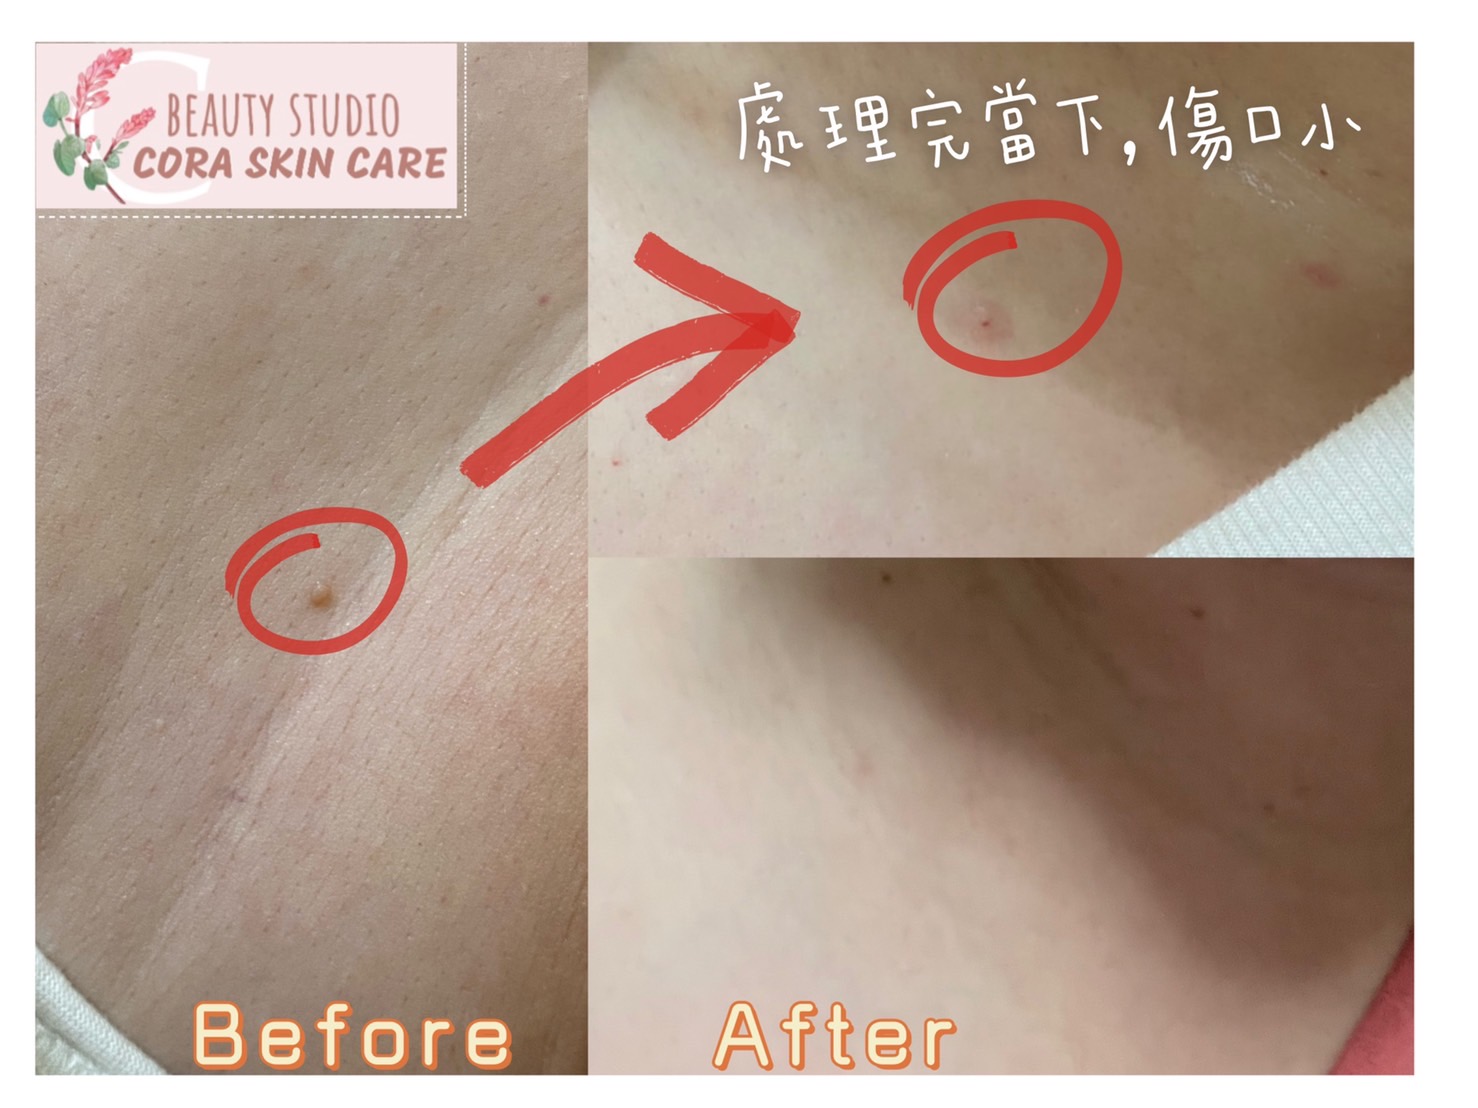 BEAUTY STUDIO
CORA SKIN CARE
處理完當下,傷口小
Before
After